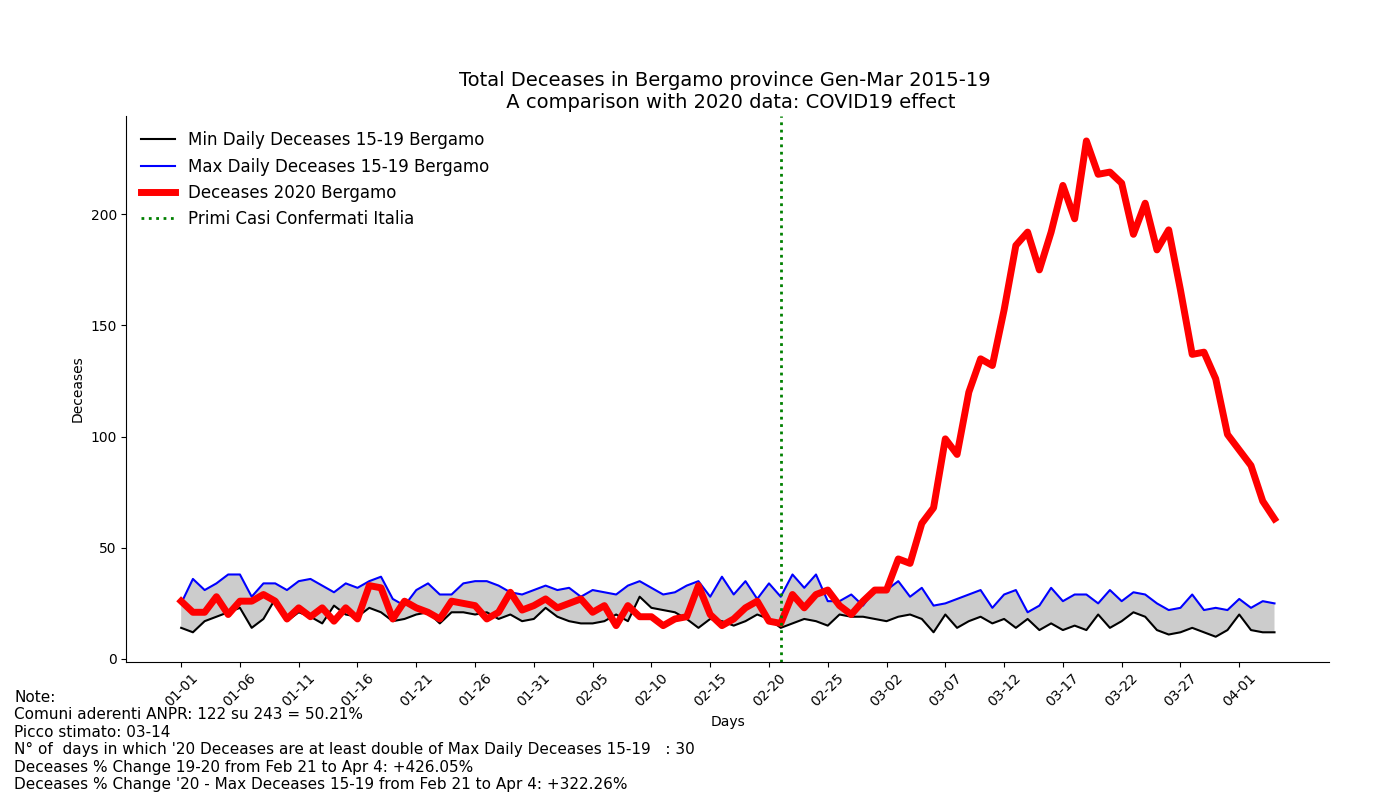 Total Deceases in Bergamo province Gen-Mar 2015-19
A comparison with 2020 data: COVID19 effect
Min Daily Deceases 15-19 Bergamo
Max Daily Deceases 15-19 Bergamo
Deceases 2020 Bergamo
Primi Casi Confermati Italia
200
150
100
50
0
Deceases
01-01
01-06
01-11
01-16
01-21
01-26
01-31
02-05
02-10
02-15
02-20
02-25
03-02
03-07
03-12
03-17
03-22
03-27
04-01
Days
Note:
Comuni aderenti ANPR: 122 su 243 = 50.21%
Picco stimato: 03-14
N° of  days in which '20 Deceases are at least double of Max Daily Deceases 15-19   : 30
Deceases % Change 19-20 from Feb 21 to Apr 4: +426.05%
Deceases % Change '20 - Max Deceases 15-19 from Feb 21 to Apr 4: +322.26%